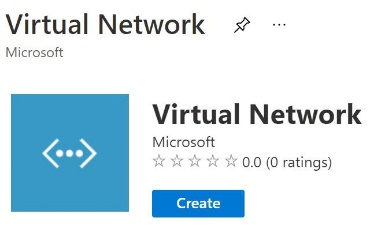 Virtual Network
Microsoft
Virtual Network
Microsoft
0.0 (0 ratings)
Create